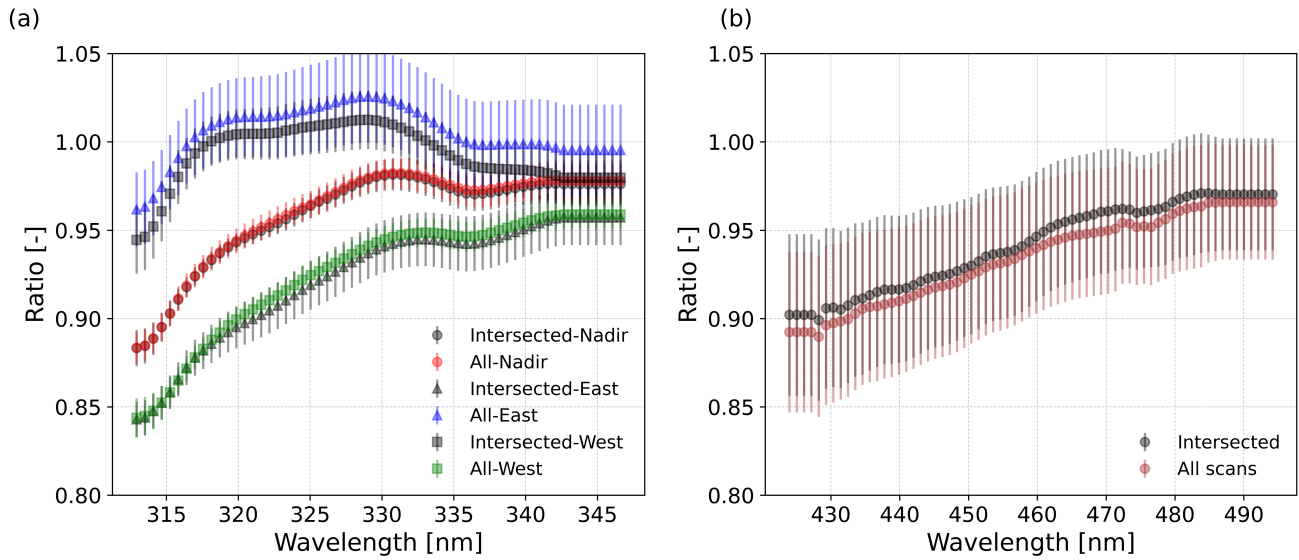 (a)
1.05
1.00
0.95
0.90
0.85
0.80
Ratio [-]
315 320 325 330 335 340 345
Wavelength [nm]
Intersected-Nadir
All-Nadir
Intersected-East
All-East
Intersected-West
All-West
(b)
1.05
1.00
0.95
0.90
0.85
0.80
Ratio [-]
430 440 450 460 470 480 490
Wavelength [nm]
Intersected
All scans